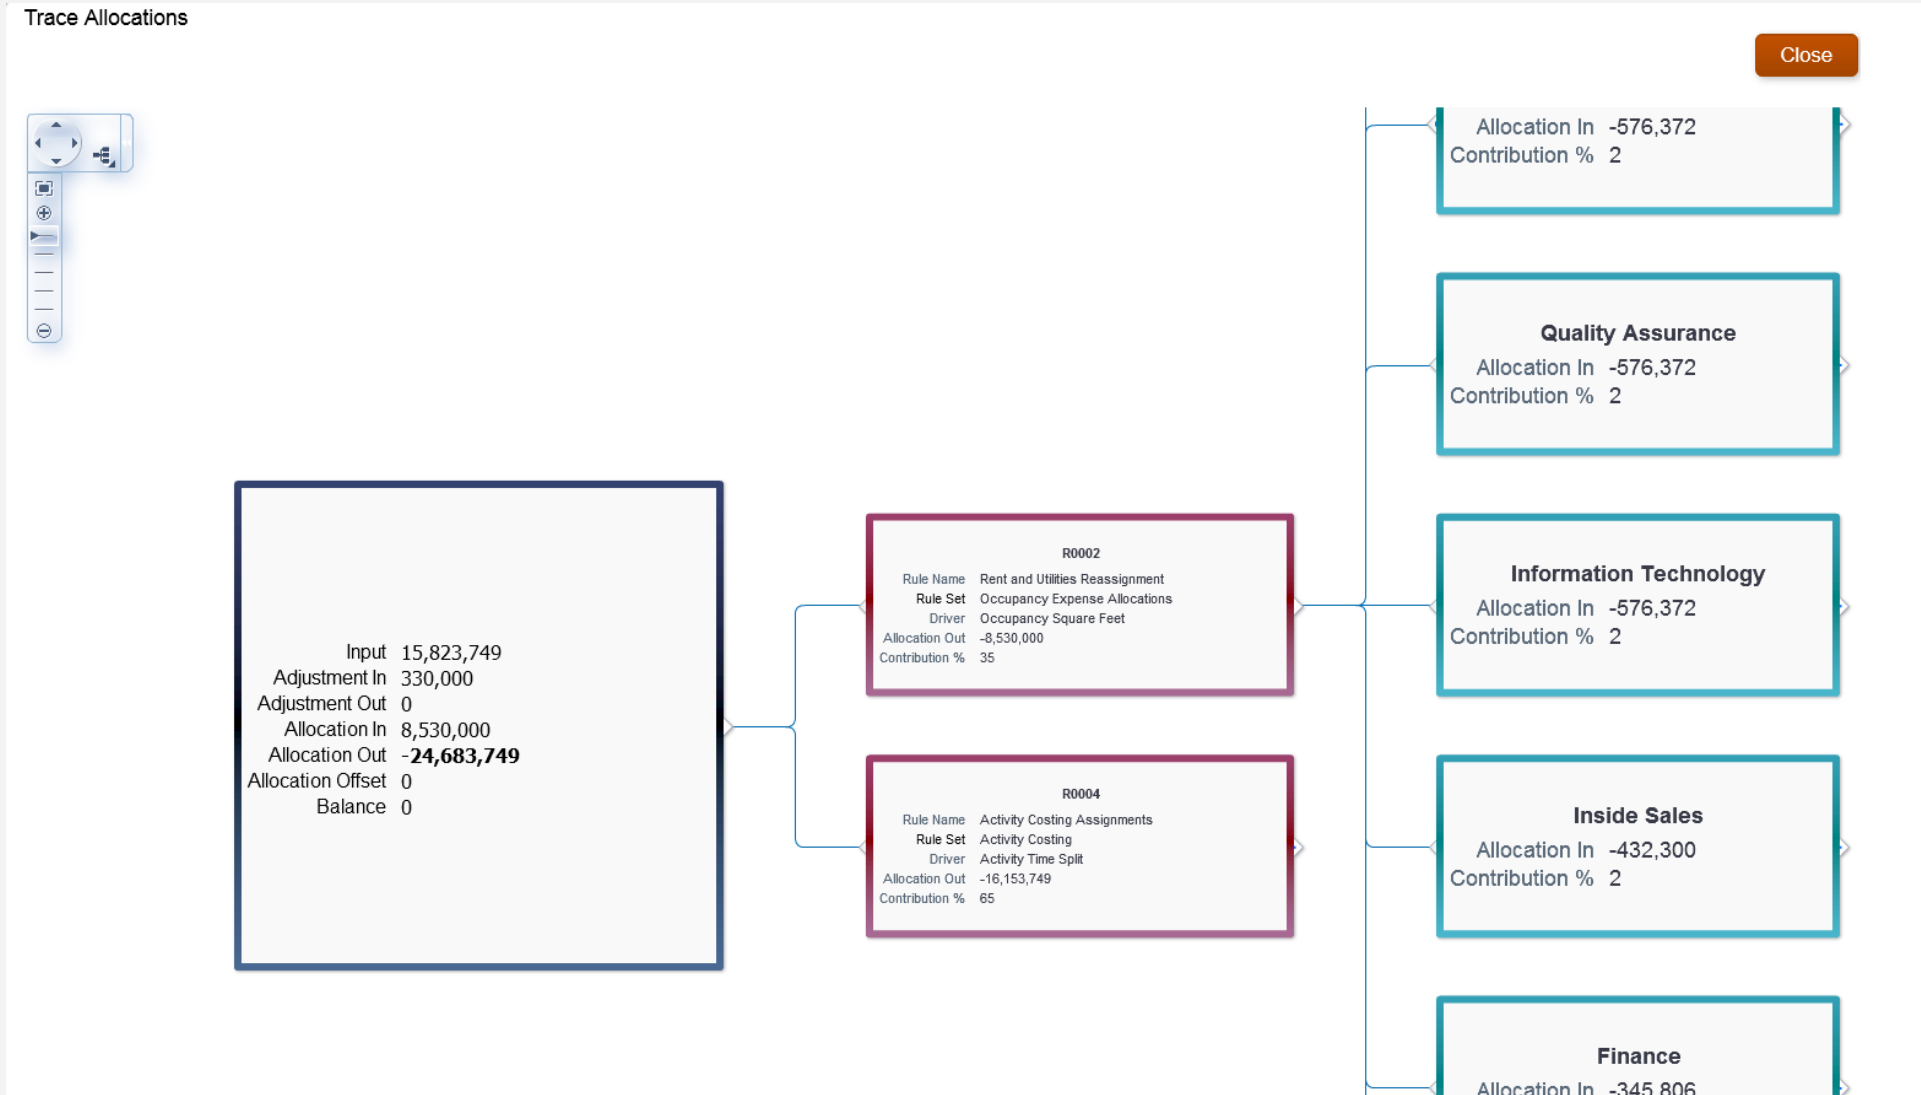 Trace Allocations
Close
Allocation In -576,372
Contribution % 2
Quality Assurance
Allocation In -576,372
Contribution % 2
Information Technology
Allocation In -576,372
Contribution % 2
Inside Sales
Allocation In -432,300
Contribution % 2
Finance
Allocation In -345,806
R0002
Rule Name Rent and Utilities Reassignment
Rule Set Occupancy Expense Allocations
Driver Occupancy Square Feet
Allocation Out -8,530,000
Contribution % 35
R0004
Rule Name Activity Costing Assignments
Rule Set Activity Costing
Driver Activity Time Split
Allocation Out -16,153,749
Contribution % 65
Input 15,823,749
Adjustment In 330,000
Adjustment Out 0
Allocation In 8,530,000
Allocation Out -24,683,749
Allocation Offset 0
Balance 0